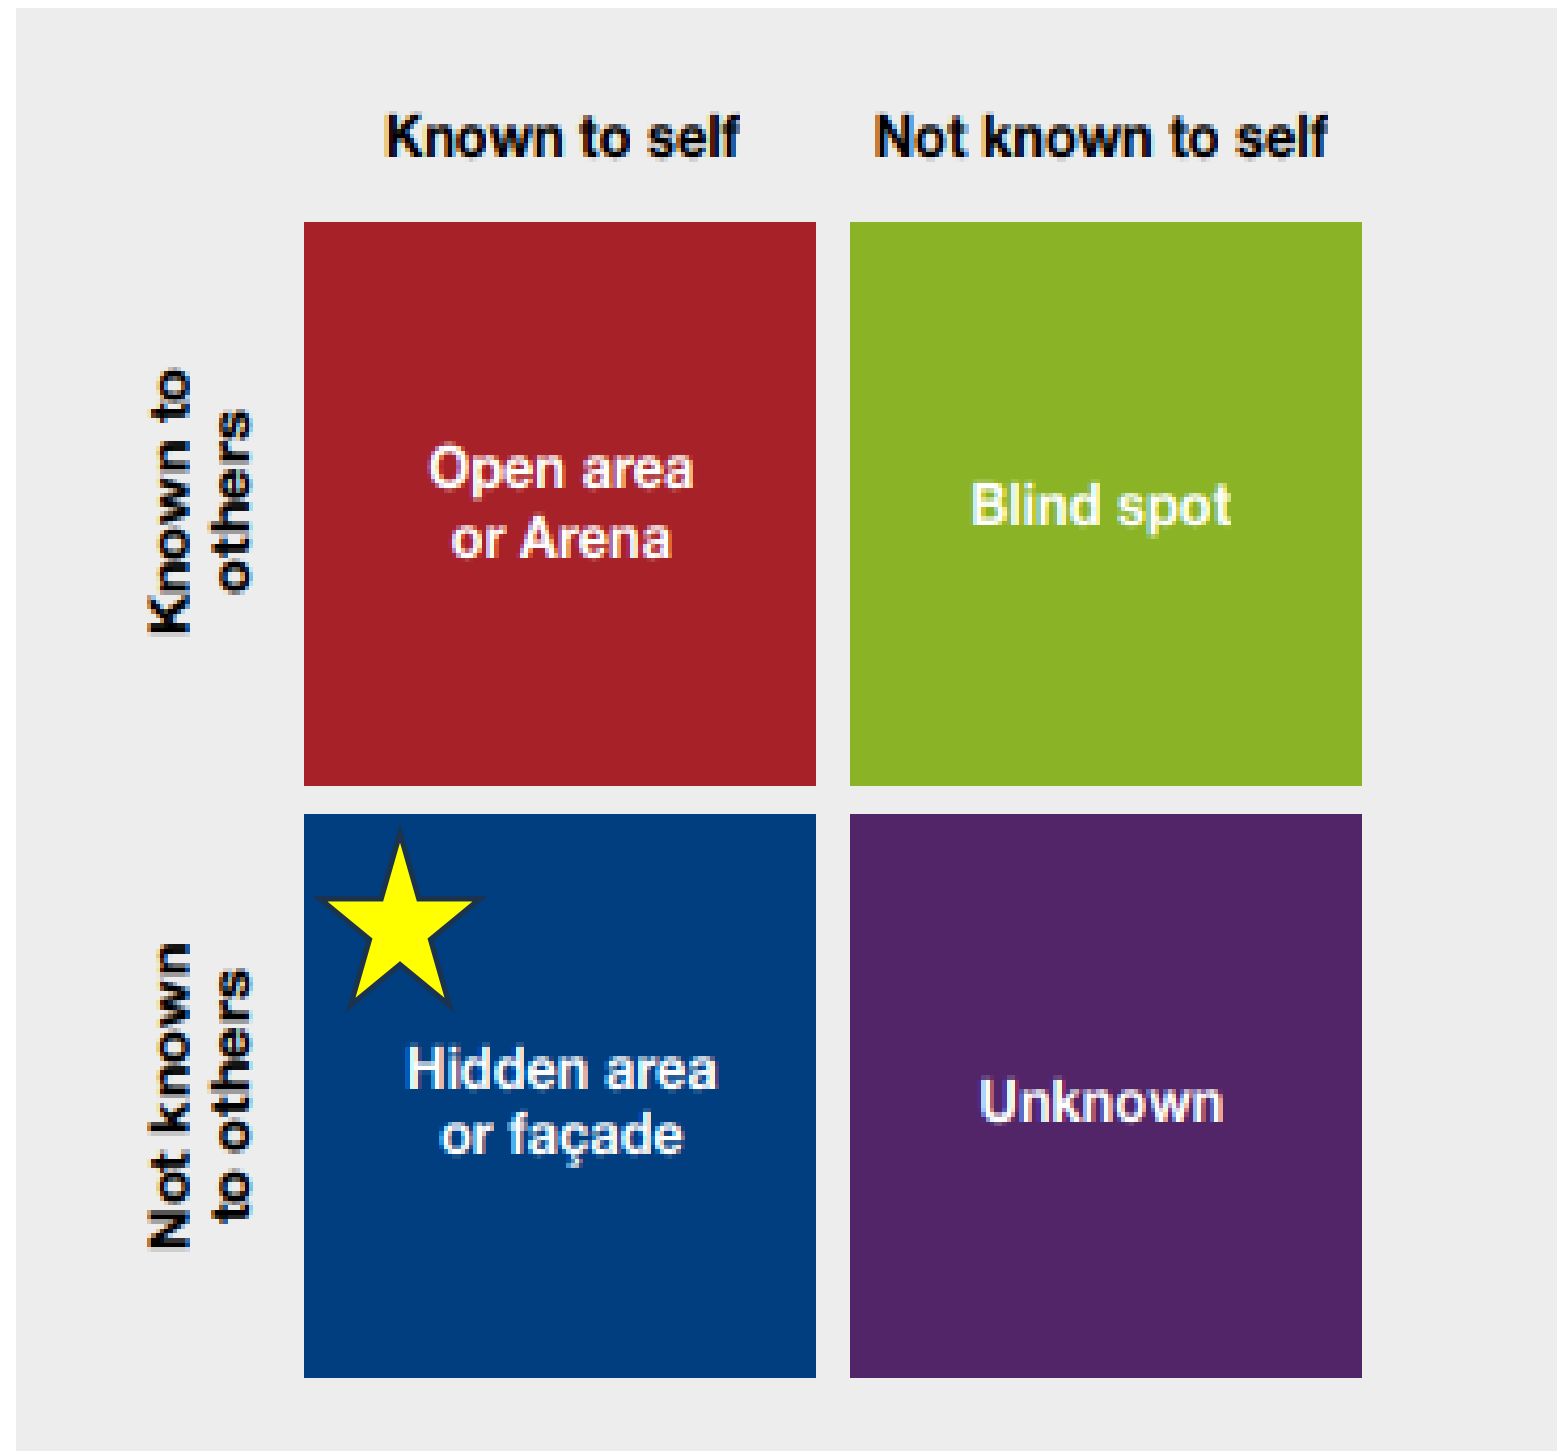 Known to self
Not known to self
Known to
others
Open area
or Arena
Blind spot
Not known
to others
Hidden area
or façade
Unknown